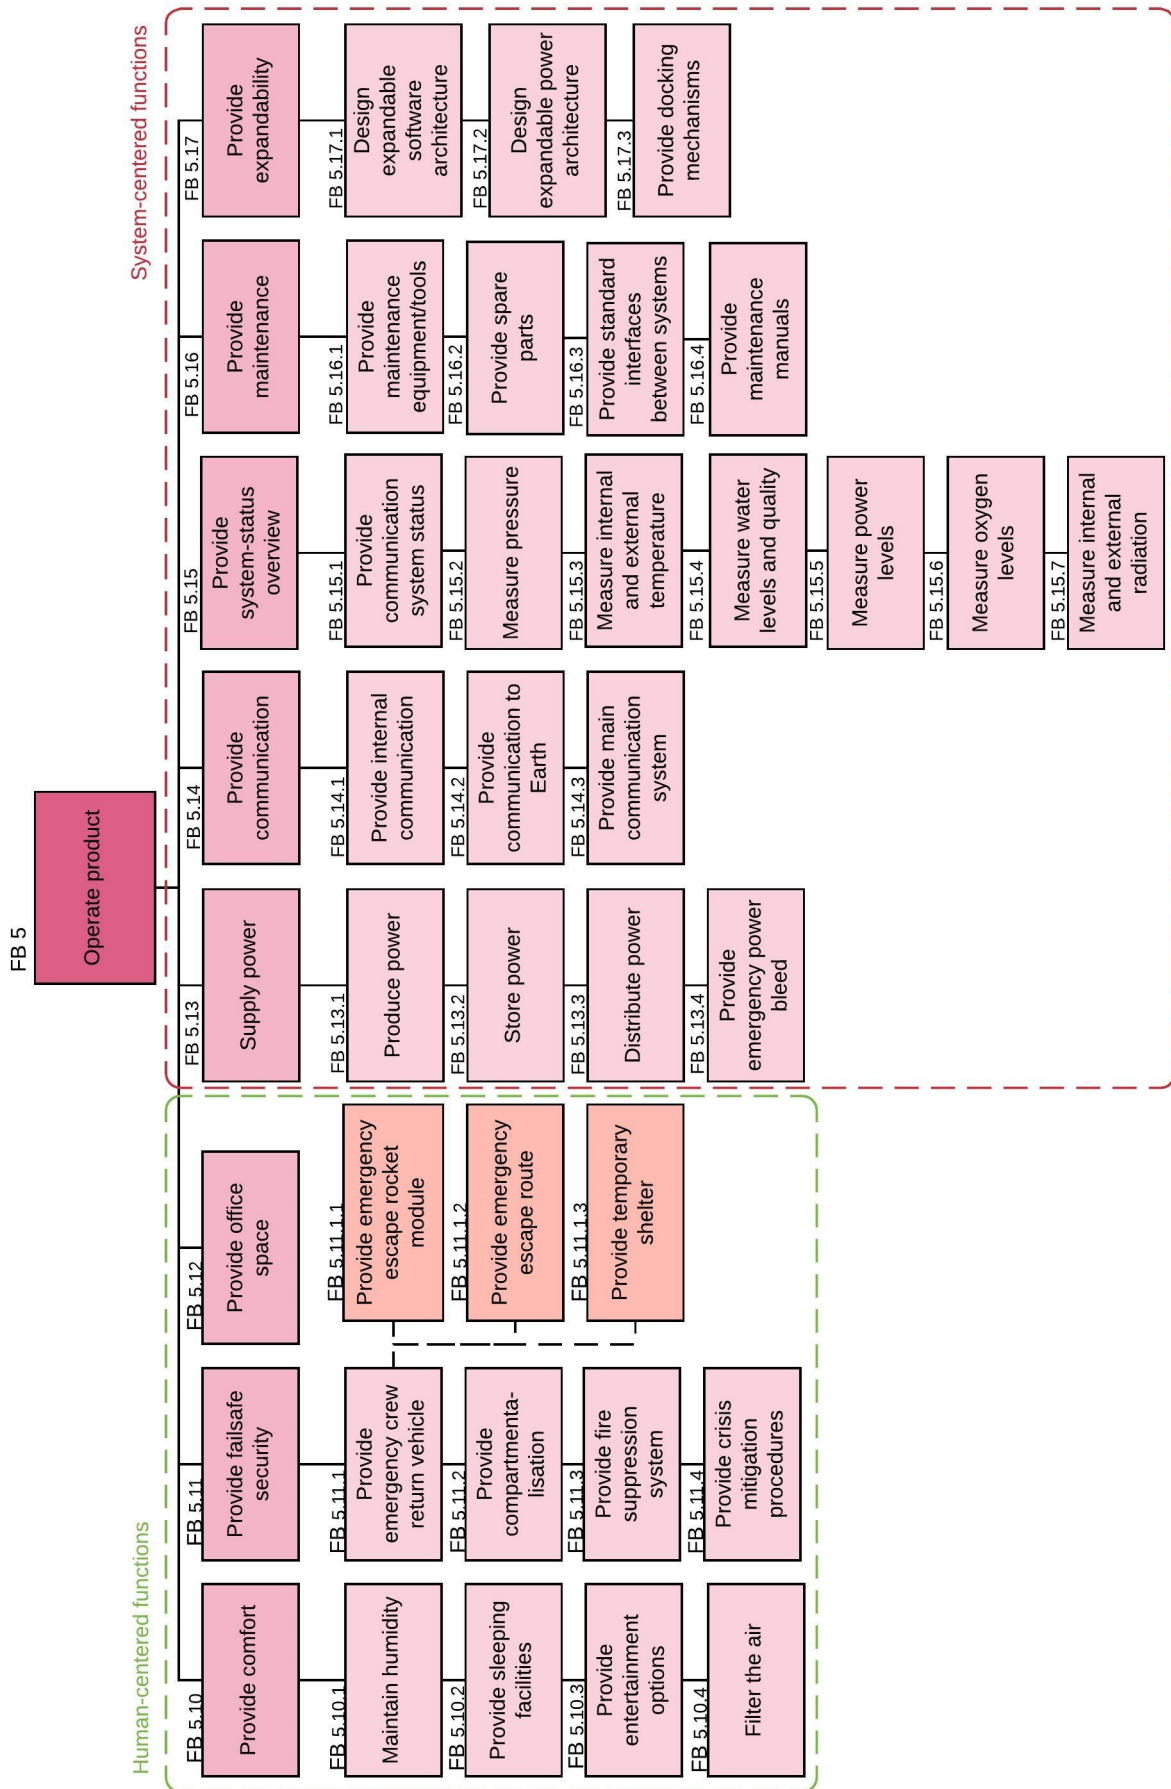 FB 5
Operate product
Human-centered functions
System-centered functions
FB 5.10
Provide comfort
FB 5.10.1
Maintain humidity
FB 5.10.2
Provide sleeping
facilities
FB 5.10.3
Provide
entertainment
options
FB 5.10.4
Filter the air
FB 5.11
Provide failsafe
security
FB 5.11.1
Provide
emergency crew
return vehicle
FB 5.11.2
Provide
compartmenta-
lisation
FB 5.11.3
Provide fire
suppression
system
FB 5.11.4
Provide crisis
mitigation
procedures
FB 5.11.1.1
Provide emergency
escape rocket
module
FB 5.11.1.2
Provide emergency
escape route
FB 5.11.1.3
Provide temporary
shelter
FB 5.12
Provide office
space
FB 5.13
Supply power
FB 5.13.1
Produce power
FB 5.13.2
Store power
FB 5.13.3
Distribute power
FB 5.13.4
Provide
emergency power
bleed
FB 5.14
Provide
communication
FB 5.14.1
Provide internal
communication
FB 5.14.2
Provide
communication to
Earth
FB 5.14.3
Provide main
communication
system
FB 5.15
Provide
system-status
overview
FB 5.15.1
Provide
communication
system status
FB 5.15.2
Measure pressure
FB 5.15.3
Measure internal
and external
temperature
FB 5.15.4
Measure water
levels and quality
FB 5.15.5
Measure power
levels
FB 5.15.6
Measure oxygen
levels
FB 5.15.7
Measure internal
and external
radiation
FB 5.16
Provide
maintenance
FB 5.16.1
Provide
maintenance
equipment/tools
FB 5.16.2
Provide spare
parts
FB 5.16.3
Provide standard
interfaces
between systems
FB 5.16.4
Provide
maintenance
manuals
FB 5.17
Provide
expandability
FB 5.17.1
Design
expandable
software
architecture
FB 5.17.2
Design
expandable power
architecture
FB 5.17.3
Provide docking
mechanisms